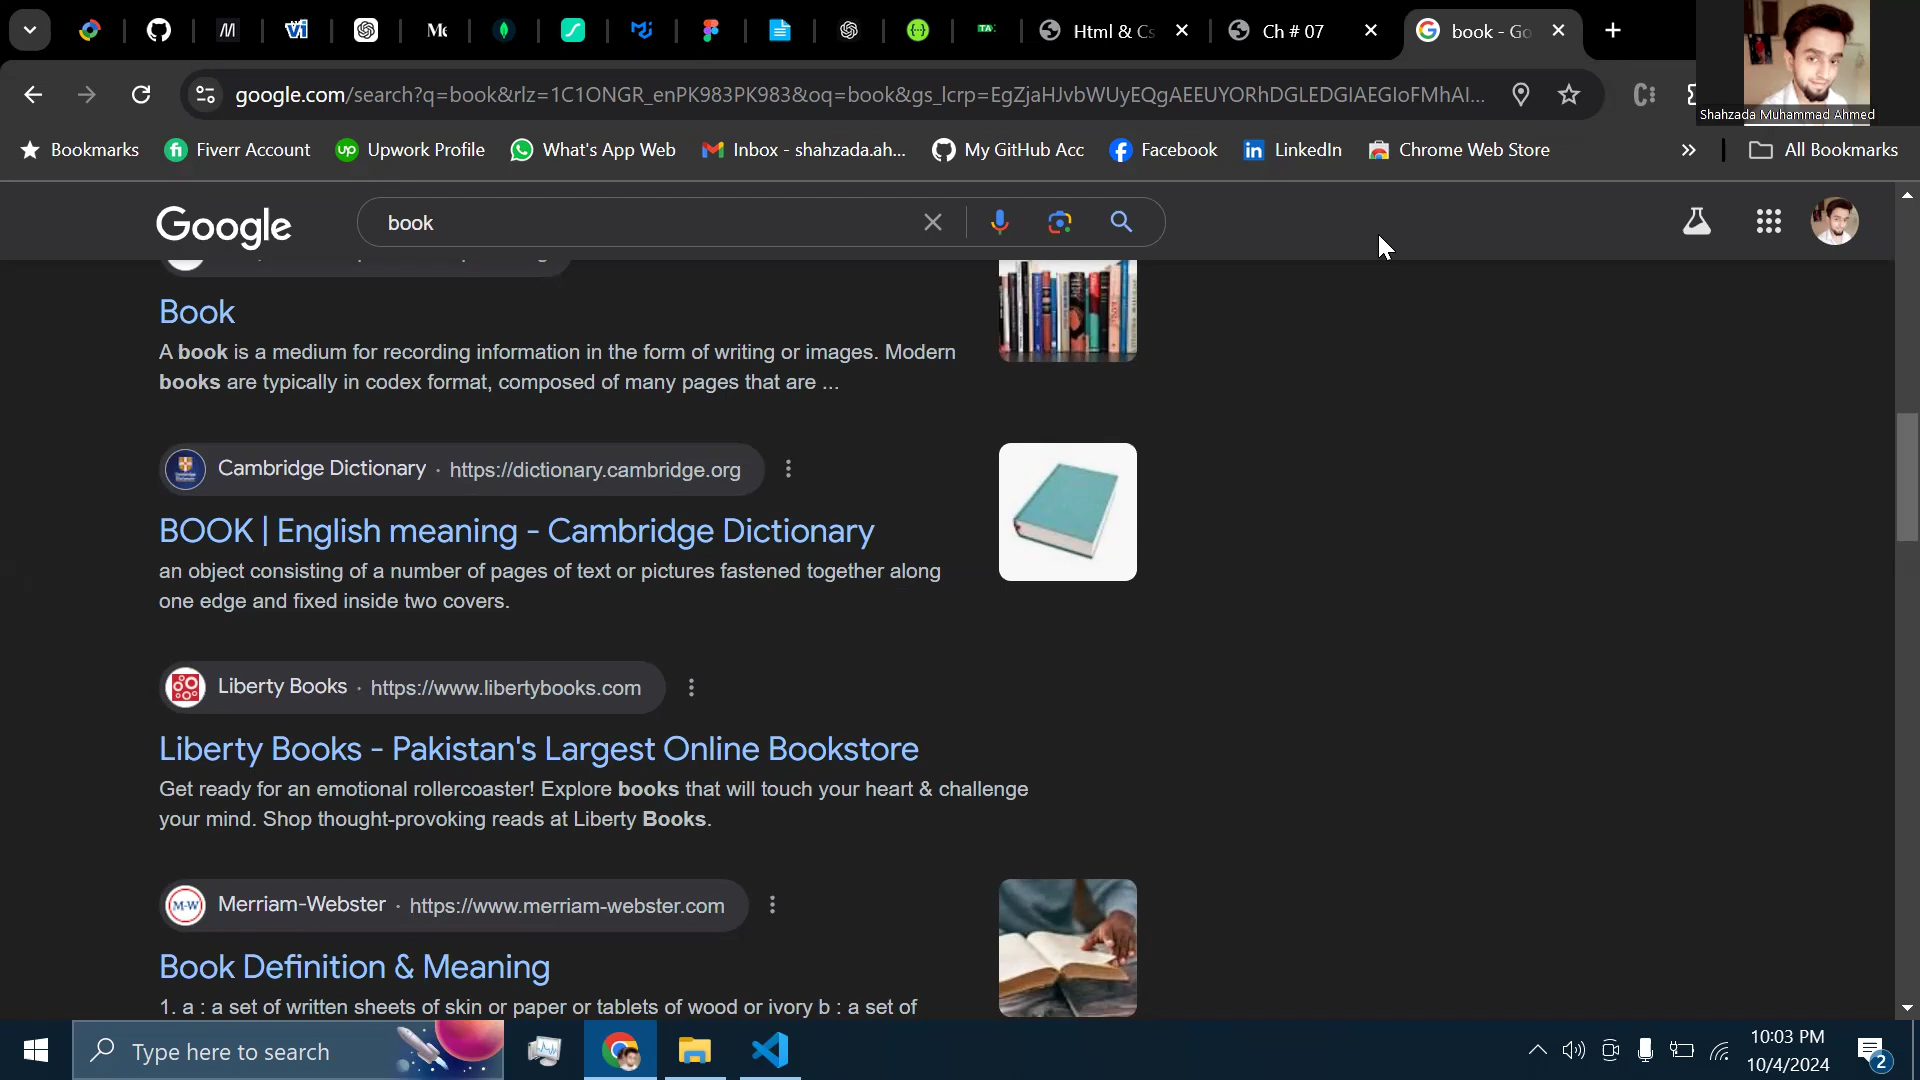 Html & Cs
Ch # 07
book - Go
google.com/search?q=book&rlz=1C1ONGR_enPK983PK983&oq=book&gs_lcrp=EgZjaHJvbWUyEQgAEEUYORhDGLEDGIAEGIoFMhAI...
Shahzada Muhammad Ahmed
Bookmarks
Fiverr Account
Upwork Profile
What's App Web
Inbox - shahzada.ah...
My GitHub Acc
Facebook
LinkedIn
Chrome Web Store
All Bookmarks
Google
book
Book
A book is a medium for recording information in the form of writing or images. Modern
books are typically in codex format, composed of many pages that are ...
Cambridge Dictionary · https://dictionary.cambridge.org
BOOK | English meaning - Cambridge Dictionary
an object consisting of a number of pages of text or pictures fastened together along
one edge and fixed inside two covers.
Liberty Books · https://www.libertybooks.com
Liberty Books - Pakistan's Largest Online Bookstore
Get ready for an emotional rollercoaster! Explore books that will touch your heart & challenge
your mind. Shop thought-provoking reads at Liberty Books.
M-W
Merriam-Webster · https://www.merriam-webster.com
Book Definition & Meaning
1. a : a set of written sheets of skin or paper or tablets of wood or ivory b : a set of
Type here to search
10:03 PM
10/4/2024
2